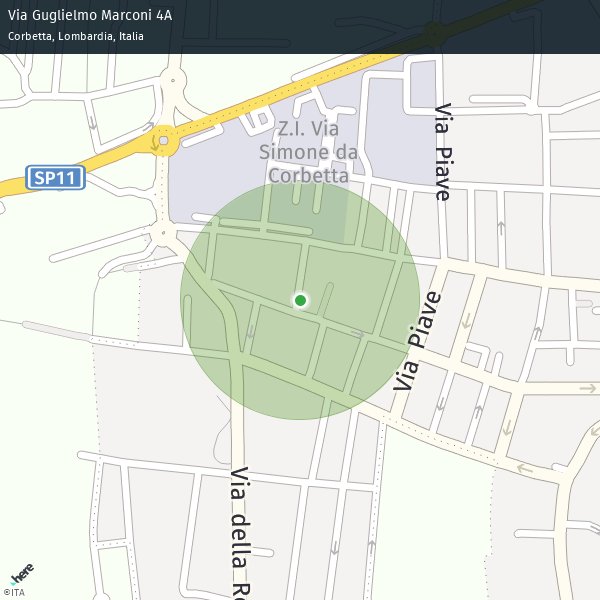 Via Guglielmo Marconi 4A
Corbetta, Lombardia, Italia
Z.I. Via
Simone da
Corbetta
Via Piave
SP11
Via Piave
Via della Ro
here
©ITA